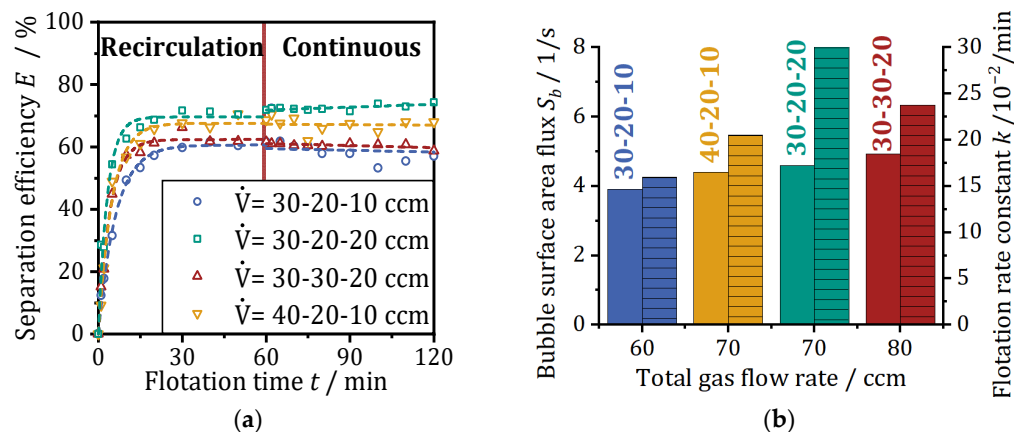 Separation efficiency E / %
100
80
60
40
20
0
Recirculation
Continuous
V̇= 30-20-10 ccm
V̇= 30-20-20 ccm
V̇= 30-30-20 ccm
V̇= 40-20-10 ccm
0 30 60 90 120
Flotation time t / min
(a)
Bubble surface area flux S_b / 1/s
8
6
4
2
0
30-20-10
40-20-10
30-20-20
30-30-20
60 70 70 80
Total gas flow rate / ccm
30
25
20
15
10
5
0
Flotation rate constant k /10⁻²/min
(b)